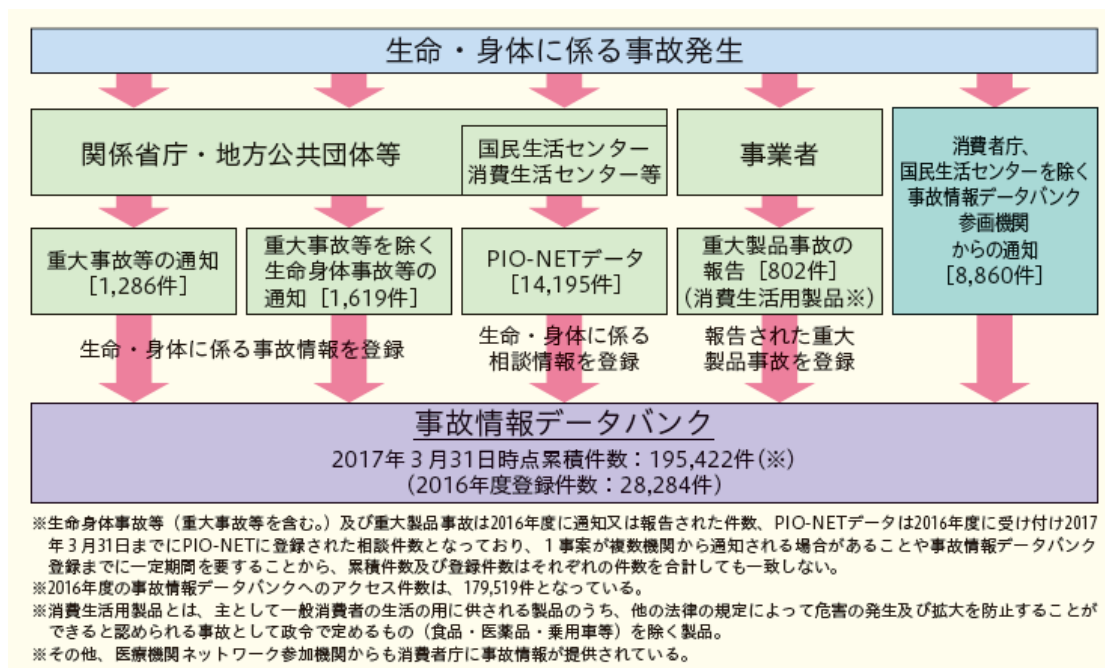 生命・身体に係る事故発生
関係省庁・地方公共団体等
国民生活センター
消費生活センター等
事業者
消費者庁、
国民生活センターを除く
事故情報データバンク
参画機関
からの通知
[8,860件]
重大事故等の通知
[1,286件]
重大事故等を除く
生命身体事故等の
通知[1,619件]
PIO-NETデータ
[14,195件]
重大製品事故の
報告[802件]
(消費生活用製品※)
生命・身体に係る事故情報を登録
生命・身体に係る
相談情報を登録
報告された重大
製品事故を登録
事故情報データバンク
2017年3月31日時点累積件数:195,422件(※)
(2016年度登録件数:28,284件)
※生命身体事故等(重大事故等を含む。)及び重大製品事故は2016年度に通知又は報告された件数、PIO-NETデータは2016年度に受け付け2017
年3月31日までにPIO-NETに登録された相談件数となっており、1事案が複数機関から通知される場合があることや事故情報データバンク
登録までに一定期間を要することから、累積件数及び登録件数はそれぞれの件数を合計しても一致しない。
※2016年度の事故情報データバンクへのアクセス件数は、179,519件となっている。
※消費生活用製品とは、主として一般消費者の生活の用に供される製品のうち、他の法律の規定によって危害の発生及び拡大を防止することが
できると認められる事故として政令で定めるもの(食品・医薬品・乗用車等)を除く製品。
※その他、医療機関ネットワーク参加機関からも消費者庁に事故情報が提供されている。